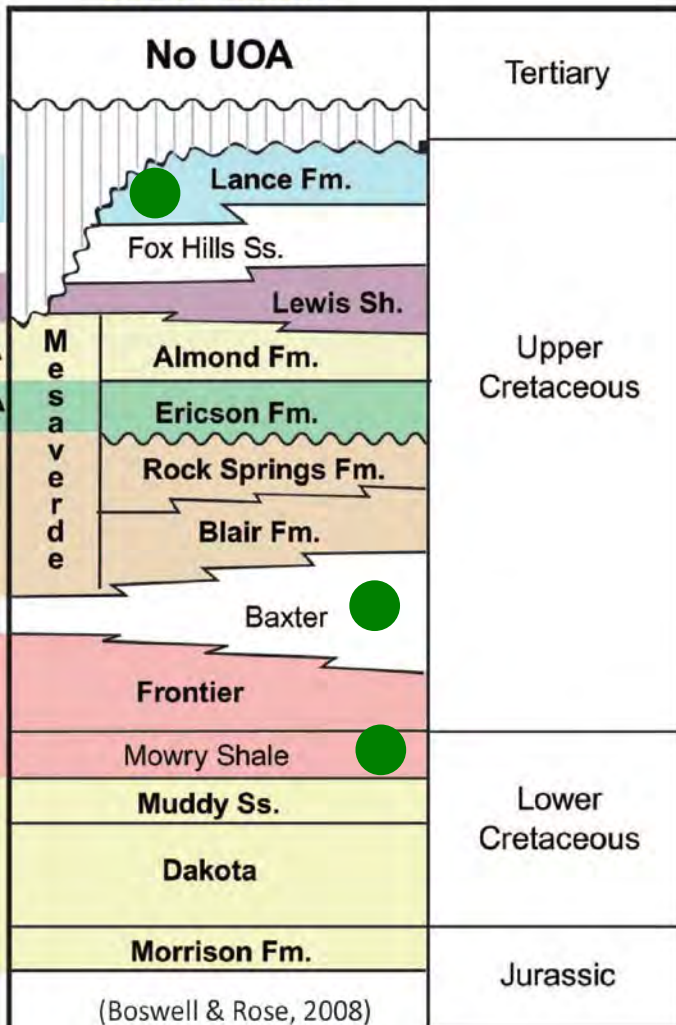 No UOA
Tertiary
Lance Fm.
Fox Hills Ss.
Lewis Sh.
Mesaverde
Almond Fm.
Ericson Fm.
Rock Springs Fm.
Blair Fm.
Baxter
Frontier
Upper
Cretaceous
Mowry Shale
Muddy Ss.
Dakota
Lower
Cretaceous
Morrison Fm.
Jurassic
(Boswell & Rose, 2008)